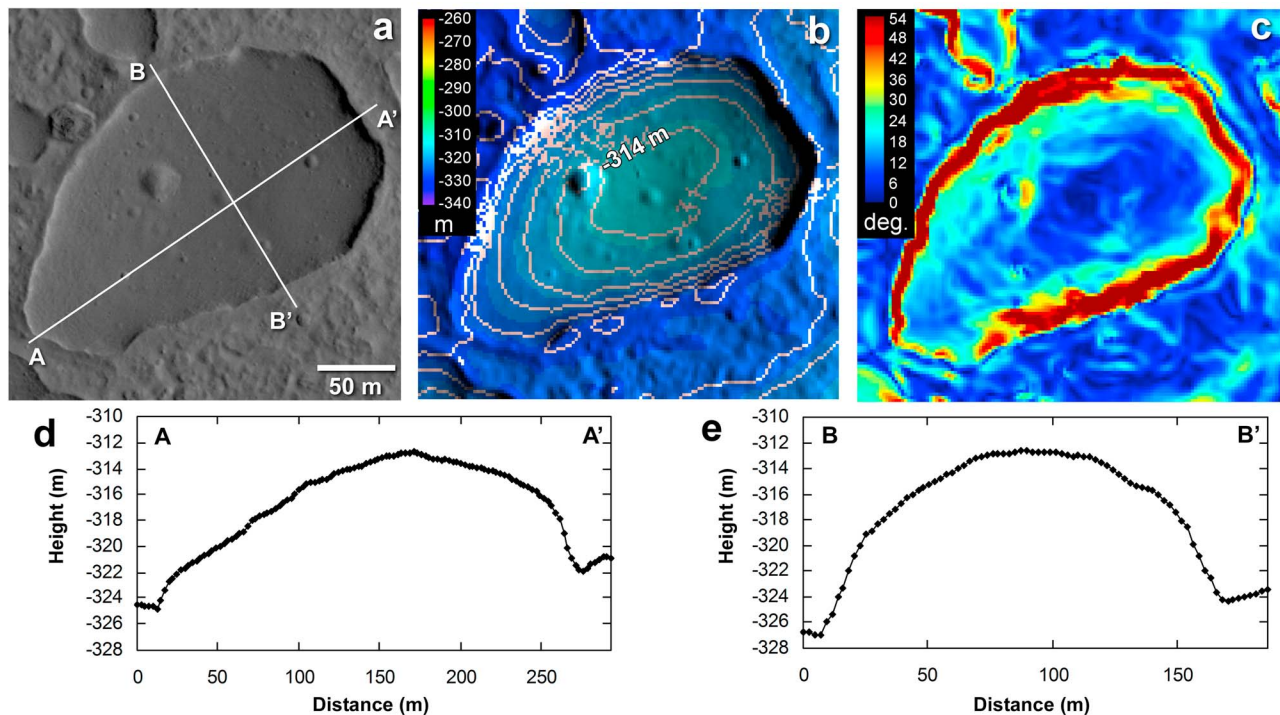 a
B
A'
B'
A
50 m
b
-260
-270
-280
-290
-300
-310
-320
-330
-340
m
-314 m
c
54
48
42
36
30
24
18
12
6
0
deg.
d
A
A'
-310
-312
-314
-316
-318
-320
-322
-324
-326
-328
Height (m)
0
50
100
150
200
250
Distance (m)
e
B
B'
-310
-312
-314
-316
-318
-320
-322
-324
-326
-328
Height (m)
0
50
100
150
Distance (m)